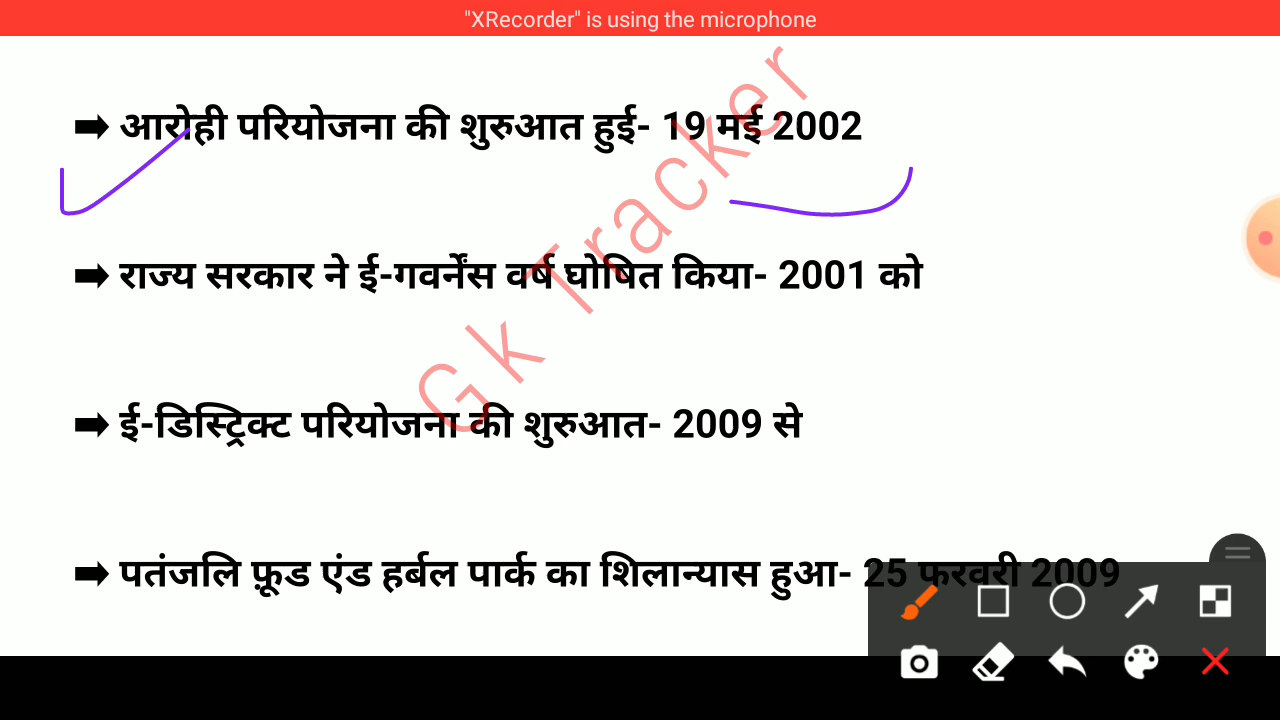 "XRecorder" is using the microphone
➡ आरोही परियोजना की शुरुआत हुई- 19 मई 2002
➡ राज्य सरकार ने ई-गवर्नेंस वर्ष घोषित किया- 2001 को
➡ ई-डिस्ट्रिक्ट परियोजना की शुरुआत- 2009 से
➡ पतंजलि फ़ूड एंड हर्बल पार्क का शिलान्यास हुआ- 25 फरवरी 2009
Gk Tracker